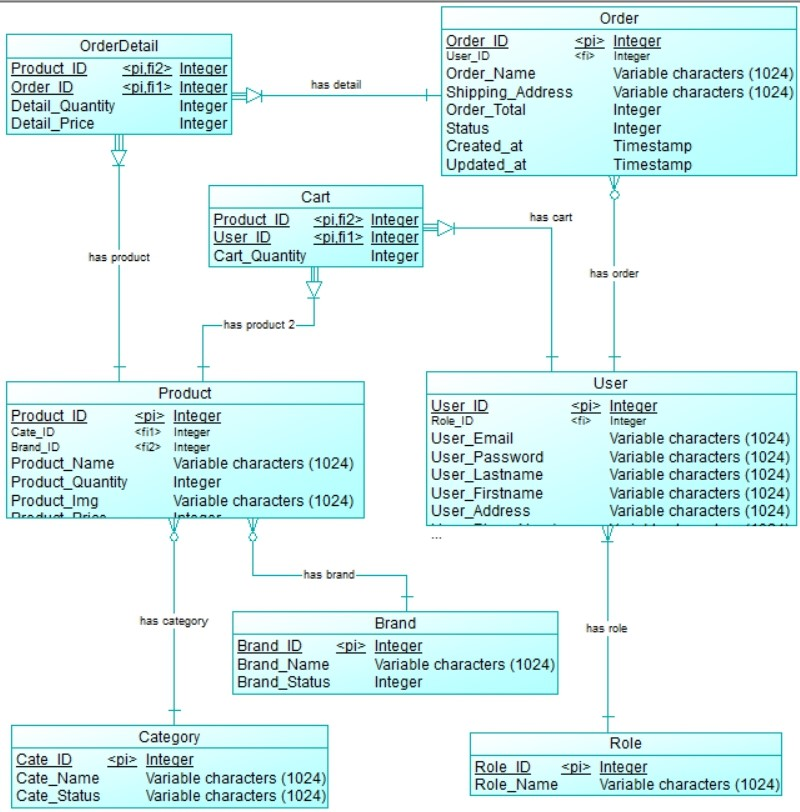 OrderDetail
Product_ID <pi,fi2> Integer
Order_ID <pi,fi1> Integer
Detail_Quantity Integer
Detail_Price Integer
has detail
Order
Order_ID <pi> Integer
User_ID <fi> Integer
Order_Name Variable characters (1024)
Shipping_Address Variable characters (1024)
Order_Total Integer
Status Integer
Created_at Timestamp
Updated_at Timestamp
Cart
Product_ID <pi,fi2> Integer
User_ID <pi,fi1> Integer
Cart_Quantity Integer
has cart
has product
has order
has product 2
Product
Product_ID <pi> Integer
Cate_ID <fi1> Integer
Brand_ID <fi2> Integer
Product_Name Variable characters (1024)
Product_Quantity Integer
Product_Img Variable characters (1024)
Product_Price Integer
User
User_ID <pi> Integer
Role_ID <fi> Integer
User_Email Variable characters (1024)
User_Password Variable characters (1024)
User_Lastname Variable characters (1024)
User_Firstname Variable characters (1024)
User_Address Variable characters (1024)
...
has brand
has category
has role
Brand
Brand_ID <pi> Integer
Brand_Name Variable characters (1024)
Brand_Status Integer
Category
Cate_ID <pi> Integer
Cate_Name Variable characters (1024)
Cate_Status Variable characters (1024)
Role
Role_ID <pi> Integer
Role_Name Variable characters (1024)